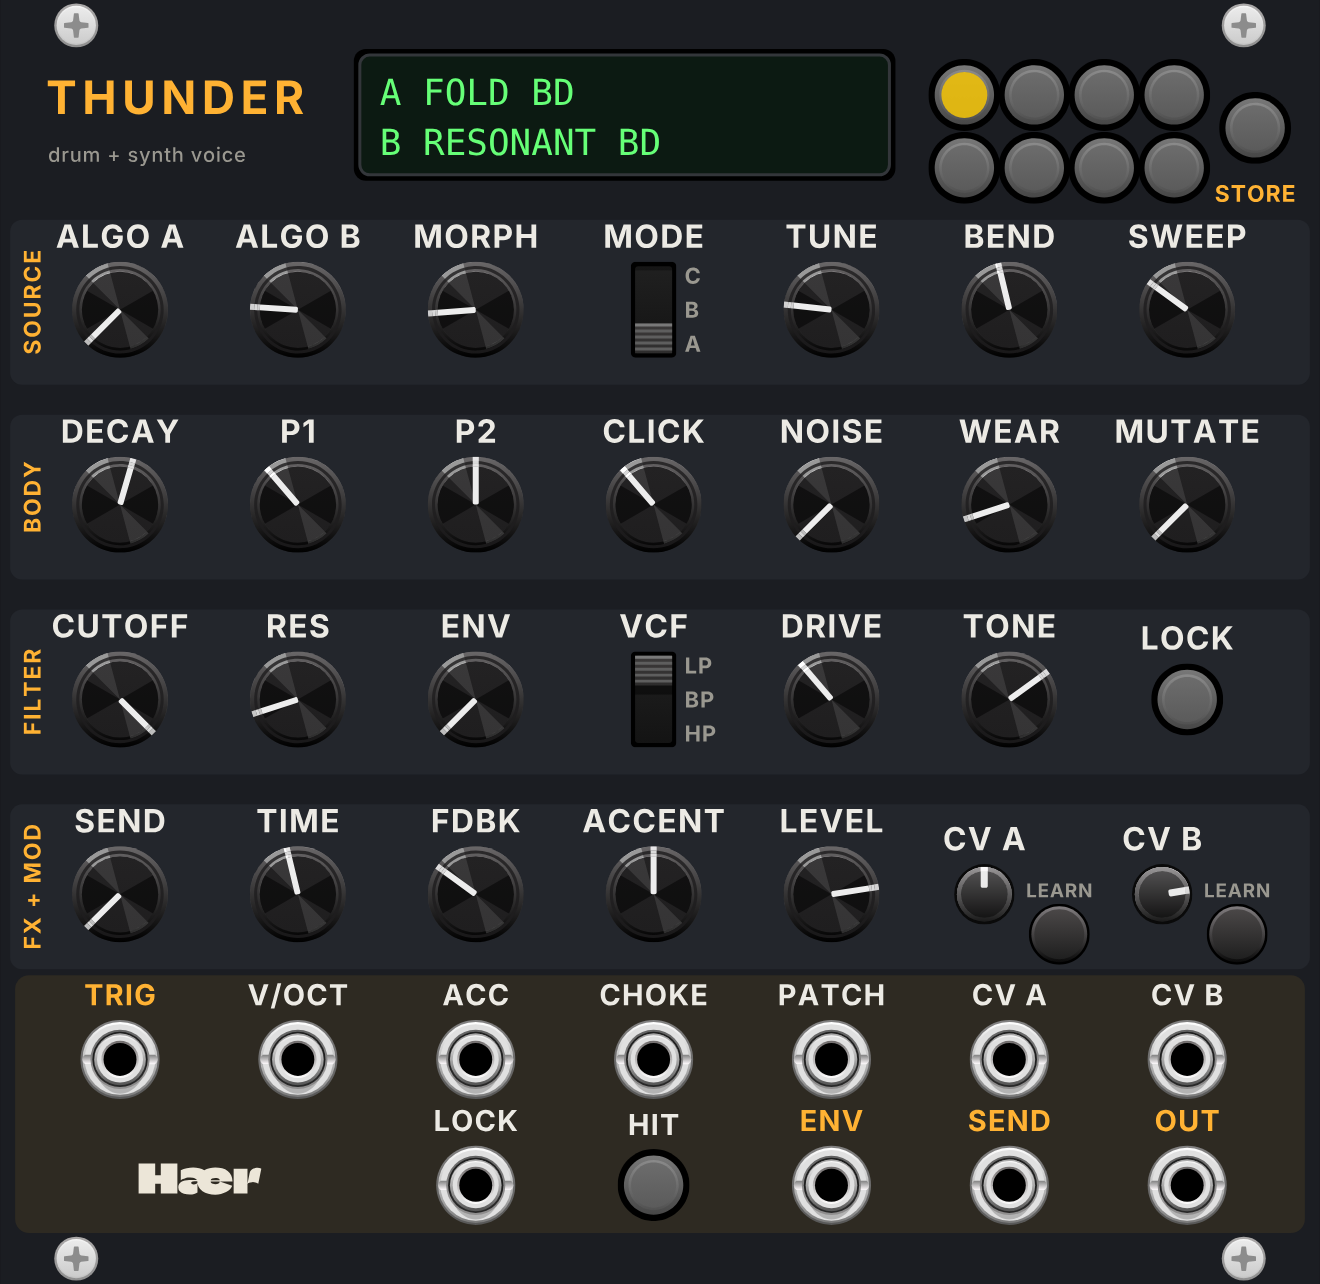 THUNDER
drum + synth voice
A FOLD BD
B RESONANT BD
STORE
SOURCE
ALGO A
ALGO B
MORPH
MODE
C
B
A
TUNE
BEND
SWEEP
BODY
DECAY
P1
P2
CLICK
NOISE
WEAR
MUTATE
FILTER
CUTOFF
RES
ENV
VCF
LP
BP
HP
DRIVE
TONE
LOCK
FX + MOD
SEND
TIME
FDBK
ACCENT
LEVEL
CV A
LEARN
CV B
LEARN
TRIG
V/OCT
ACC
CHOKE
PATCH
CV A
CV B
LOCK
HIT
ENV
SEND
OUT
Hær